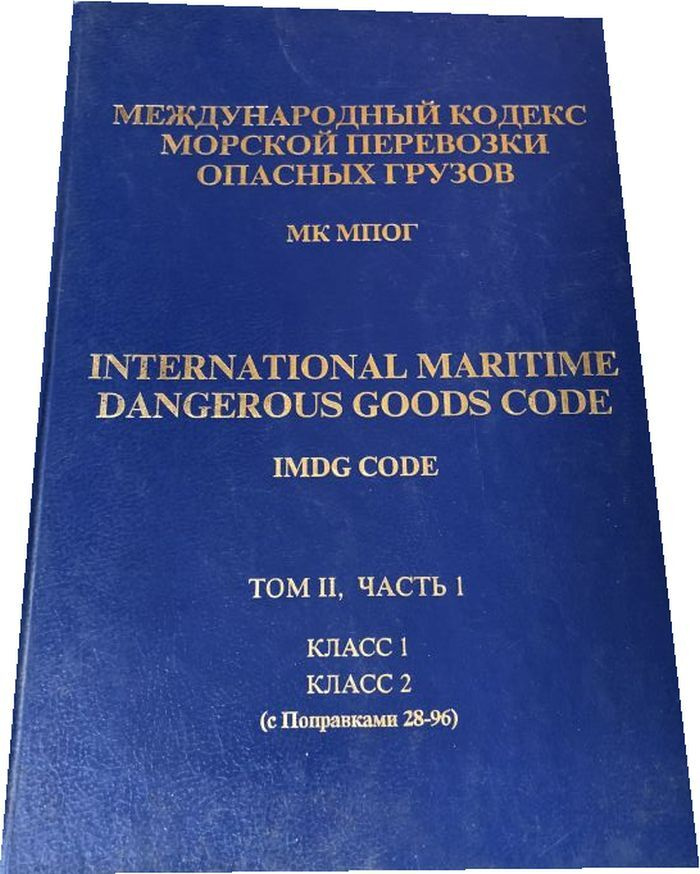 МЕЖДУНАРОДНЫЙ КОДЕКС
МОРСКОЙ ПЕРЕВОЗКИ
ОПАСНЫХ ГРУЗОВ
МК МПОГ
INTERNATIONAL MARITIME
DANGEROUS GOODS CODE
IMDG CODE
ТОМ II, ЧАСТЬ 1
КЛАСС 1
КЛАСС 2
(с Поправками 28-96)